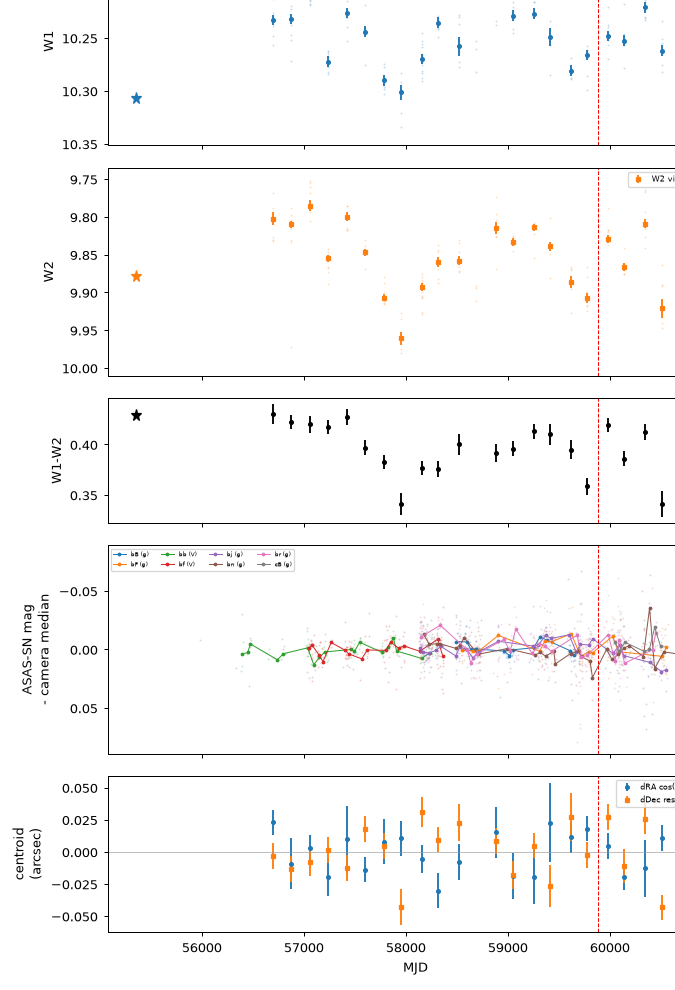 W1
10.25
10.30
10.35
W2
9.75
9.80
9.85
9.90
9.95
10.00
W2 vi
W1-W2
0.40
0.35
ASAS-SN mag
- camera median
−0.05
0.00
0.05
bB (g) bb (V) bj (g) br (g)
bF (g) bf (V) bn (g) cB (g)
centroid
(arcsec)
0.050
0.025
0.000
−0.025
−0.050
dRA cos(
dDec res
56000 57000 58000 59000 60000
MJD